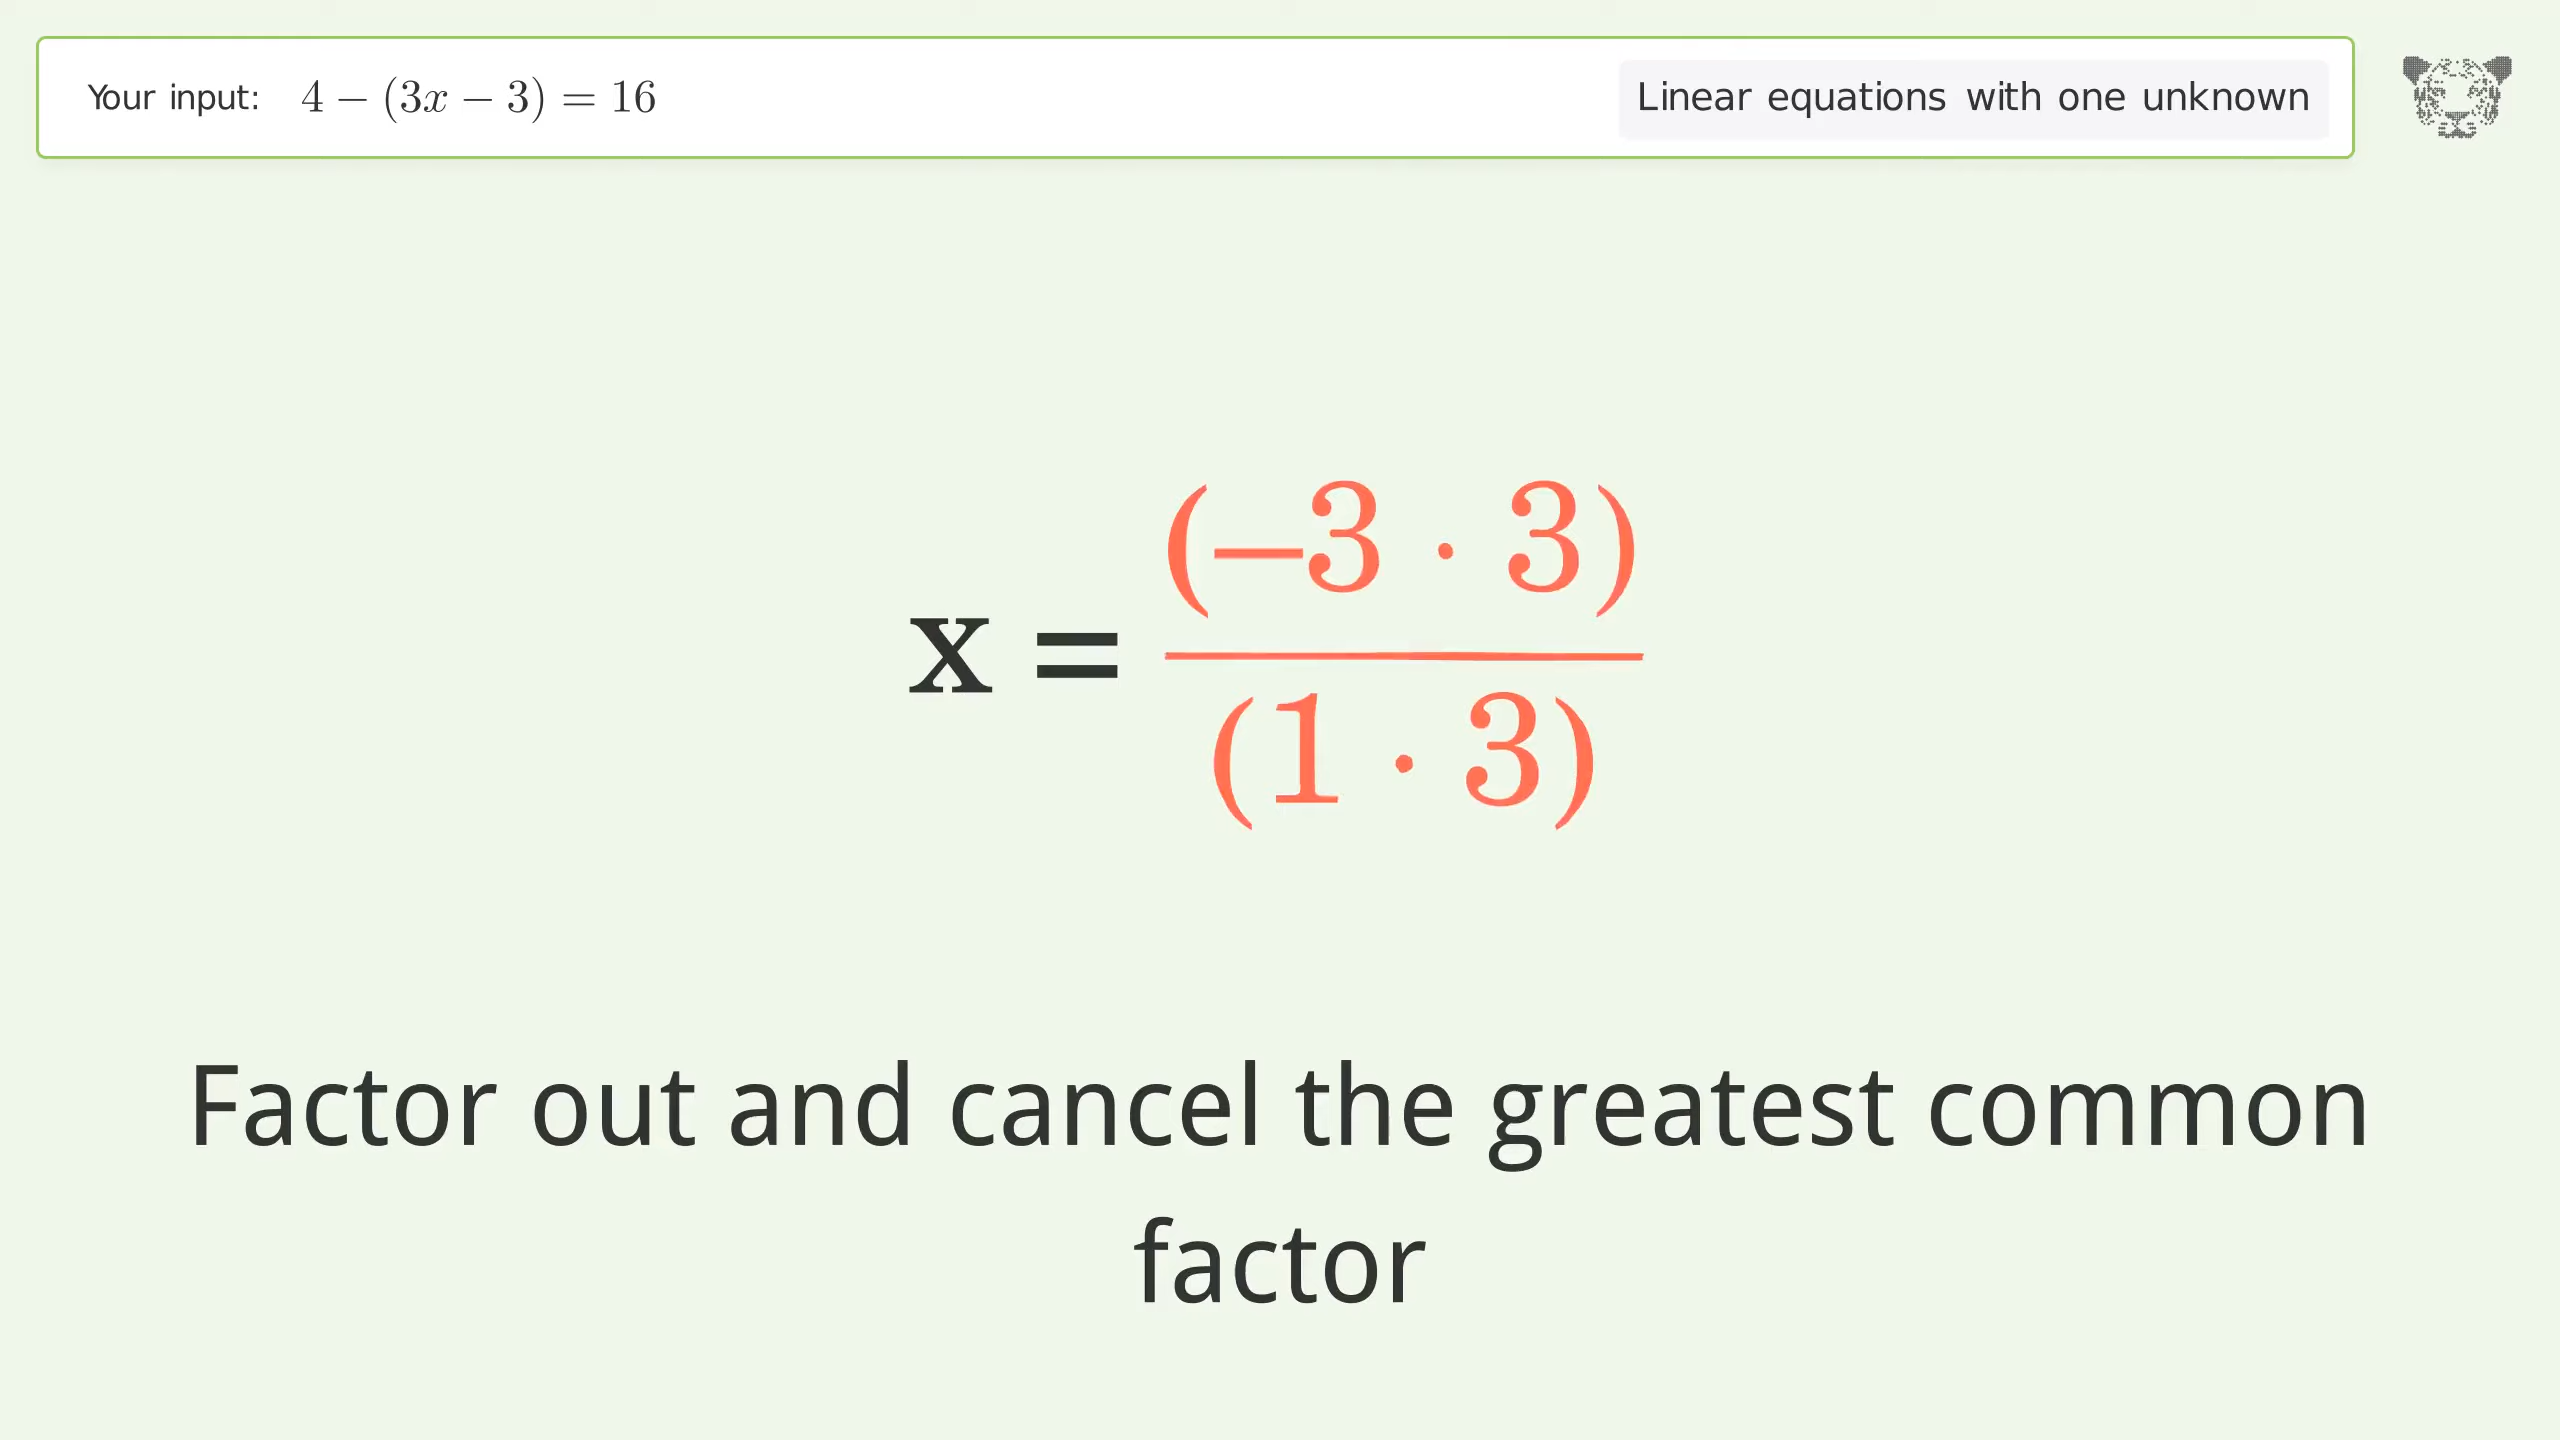 Your input: 4 − (3x − 3) = 16
Linear equations with one unknown
x = (−3 · 3)
(1 · 3)
Factor out and cancel the greatest common
factor